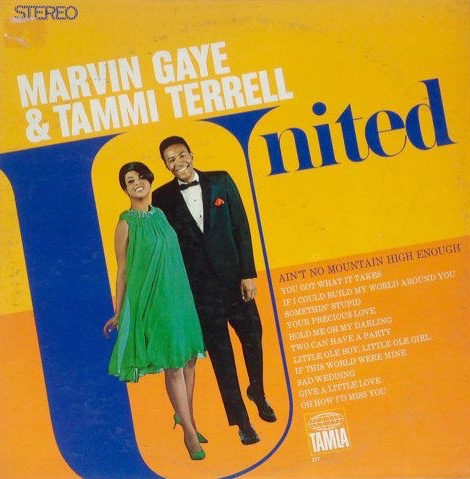 STEREO
MARVIN GAYE
& TAMMI TERRELL
United
AIN'T NO MOUNTAIN HIGH ENOUGH
YOU GOT WHAT IT TAKES
IF I COULD BUILD MY WORLD AROUND YOU
SOMETHIN' STUPID
YOUR PRECIOUS LOVE
HOLD ME OH MY DARLING
TWO CAN HAVE A PARTY
LITTLE OLE BOY, LITTLE OLE GIRL
IF THIS WORLD WERE MINE
SAD WEDDING
GIVE A LITTLE LOVE
OH HOW I'D MISS YOU
TAMLA
277